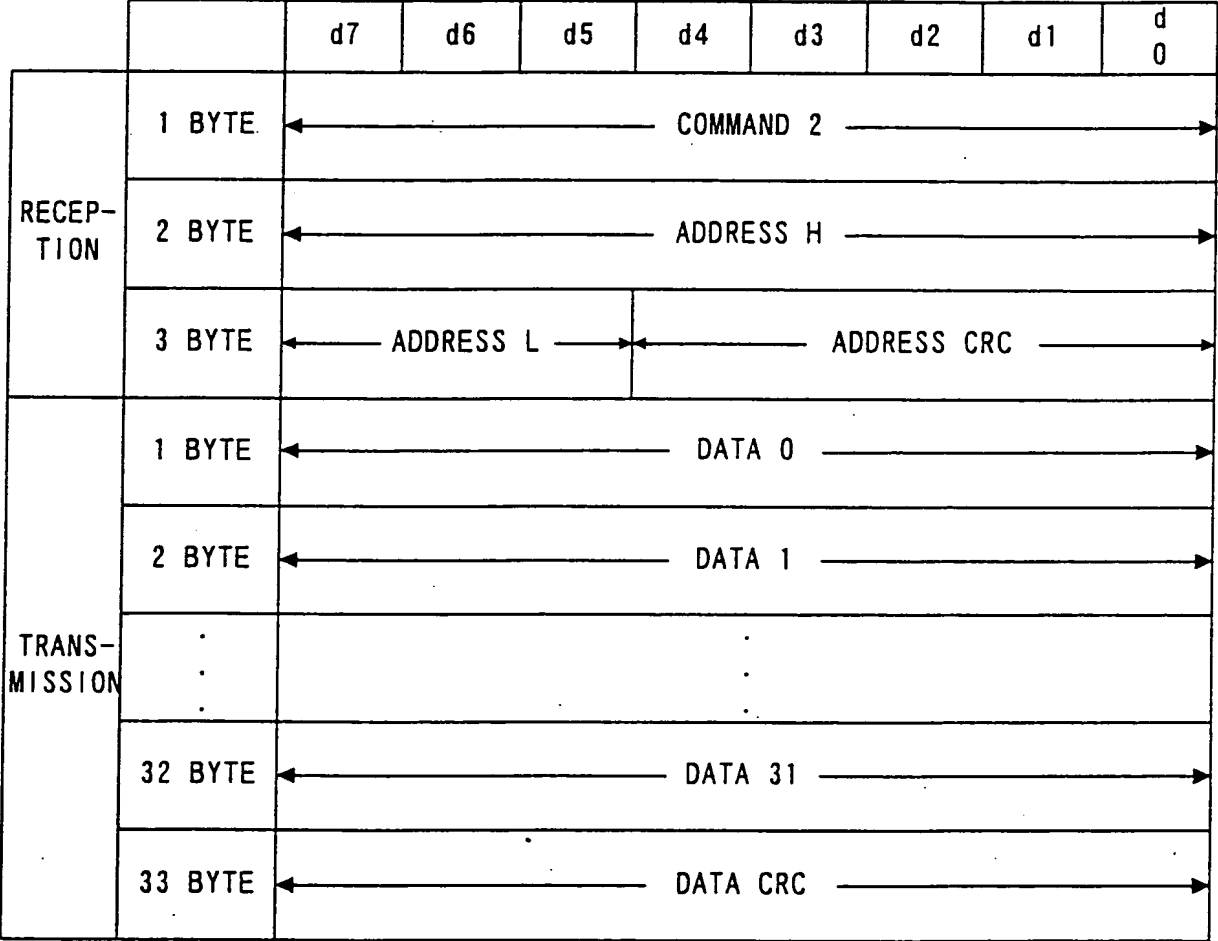 d7 d6 d5 d4 d3 d2 d1 d
0
RECEP-
TION
1 BYTE COMMAND 2
2 BYTE ADDRESS H
3 BYTE ADDRESS L ADDRESS CRC
TRANS-
MISSION
1 BYTE DATA 0
2 BYTE DATA 1
32 BYTE DATA 31
33 BYTE DATA CRC